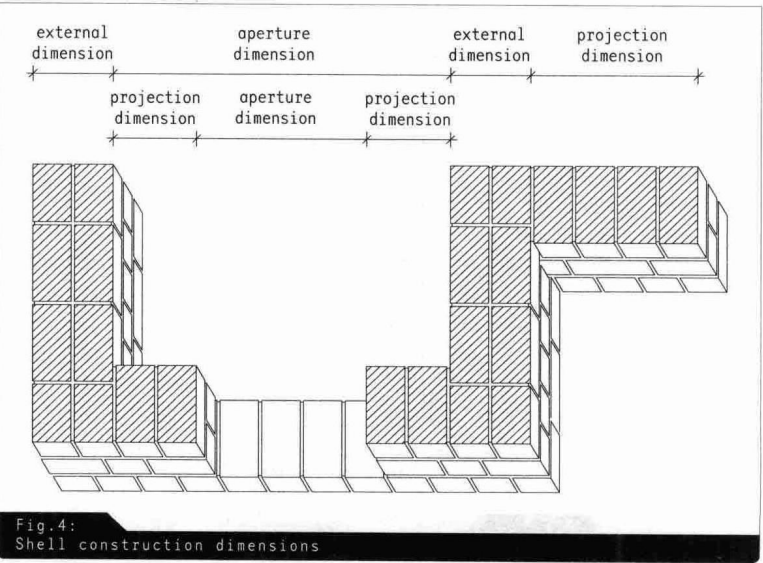 external
dimension
aperture
dimension
external
dimension
projection
dimension
projection
dimension
aperture
dimension
projection
dimension
Fig.4:
Shell construction dimensions